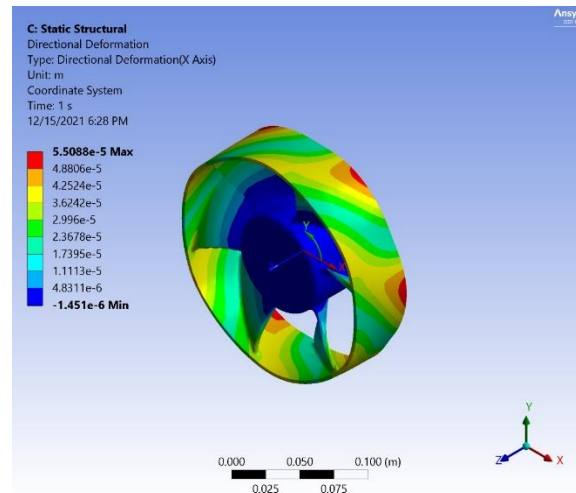 C: Static Structural
Directional Deformation
Type: Directional Deformation(X Axis)
Unit: m
Coordinate System
Time: 1 s
12/15/2021 6:28 PM
5.5088e-5 Max
4.8806e-5
4.2524e-5
3.6242e-5
2.996e-5
2.3678e-5
1.7395e-5
1.1113e-5
4.8311e-6
-1.451e-6 Min
Y
X
Y
Z
X
0.000
0.050
0.100 (m)
0.025
0.075